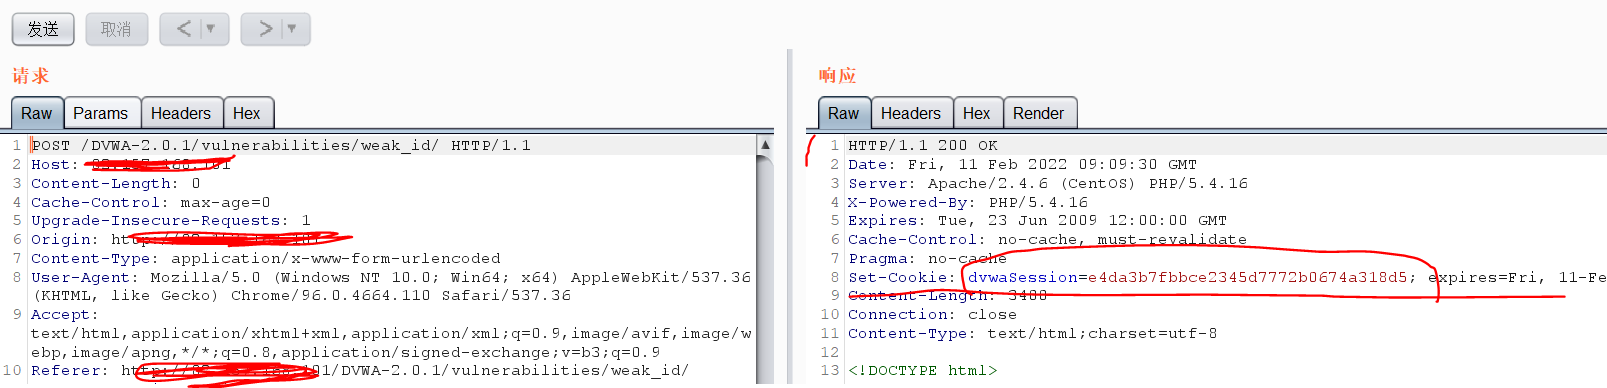 发送 取消 < ▼ > ▼
请求
Raw Params Headers Hex
1 POST /DVWA-2.0.1/vulnerabilities/weak_id/ HTTP/1.1
2 Host:
3 Content-Length: 0
4 Cache-Control: max-age=0
5 Upgrade-Insecure-Requests: 1
6 Origin:
7 Content-Type: application/x-www-form-urlencoded
8 User-Agent: Mozilla/5.0 (Windows NT 10.0; Win64; x64) AppleWebKit/537.36
(KHTML, like Gecko) Chrome/96.0.4664.110 Safari/537.36
9 Accept:
text/html,application/xhtml+xml,application/xml;q=0.9,image/avif,image/w
ebp,image/apng,*/*;q=0.8,application/signed-exchange;v=b3;q=0.9
10 Referer: /DVWA-2.0.1/vulnerabilities/weak_id/
响应
Raw Headers Hex Render
1 HTTP/1.1 200 OK
2 Date: Fri, 11 Feb 2022 09:09:30 GMT
3 Server: Apache/2.4.6 (CentOS) PHP/5.4.16
4 X-Powered-By: PHP/5.4.16
5 Expires: Tue, 23 Jun 2009 12:00:00 GMT
6 Cache-Control: no-cache, must-revalidate
7 Pragma: no-cache
8 Set-Cookie: dvwaSession=e4da3b7fbbce2345d7772b0674a318d5; expires=Fri, 11-Fe
9 Content-Length: 3400
10 Connection: close
11 Content-Type: text/html;charset=utf-8
12
13 <!DOCTYPE html>